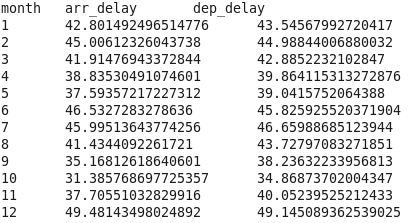 month arr_delay dep_delay
1 42.801492496514776 43.54567992720417
2 45.00612326043738 44.98844006880032
3 41.91476943372844 42.8852232102847
4 38.83530491074601 39.864115313272876
5 37.59357217227312 39.0415752064388
6 46.5327283278636 45.825925520371904
7 45.995136437742​56 46.65988685123944
8 41.4344092261721 43.72797083271851
9 35.16812618640601 38.23632233956813
10 31.385768697725357 34.86873702004347
11 37.70551032829916 40.05239525212433
12 49.48143498024892 49.145089362539025